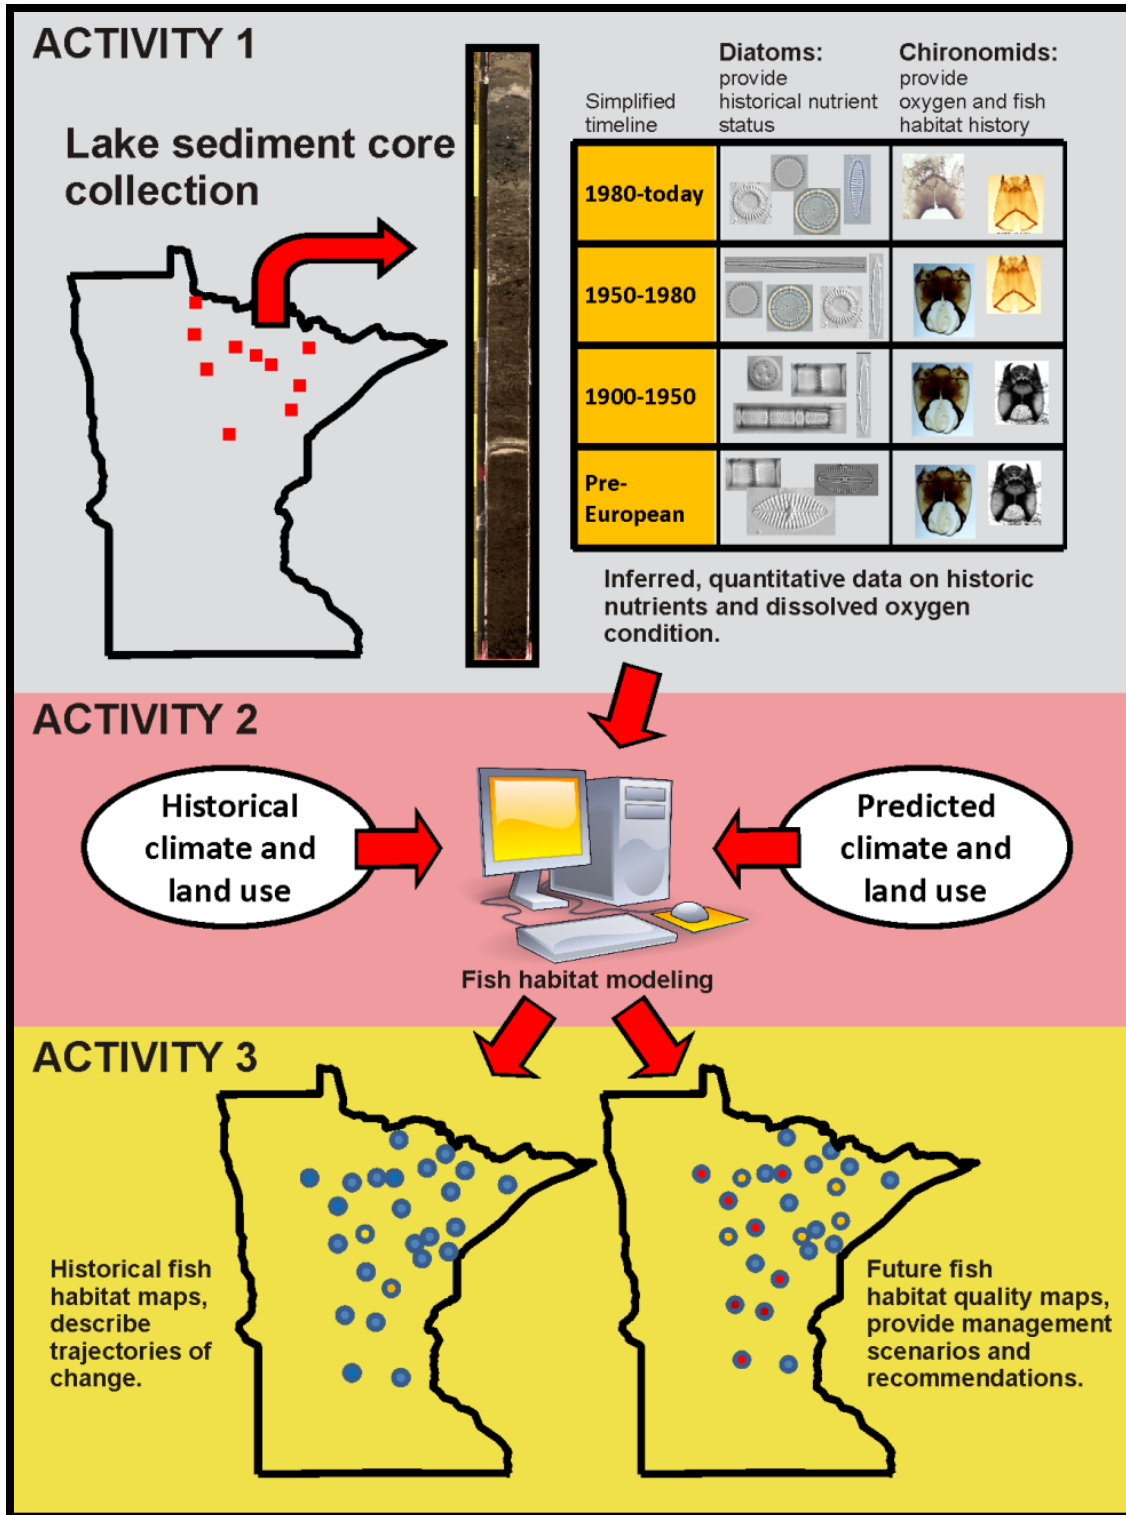 ACTIVITY 1
Lake sediment core
collection
Simplified
timeline
Diatoms:
provide
historical nutrient
status
Chironomids:
provide
oxygen and fish
habitat history
1980-today
1950-1980
1900-1950
Pre-
European
Inferred, quantitative data on historic
nutrients and dissolved oxygen
condition.
ACTIVITY 2
Historical
climate and
land use
Predicted
climate and
land use
Fish habitat modeling
ACTIVITY 3
Historical fish
habitat maps,
describe
trajectories of
change.
Future fish
habitat quality maps,
provide management
scenarios and
recommendations.